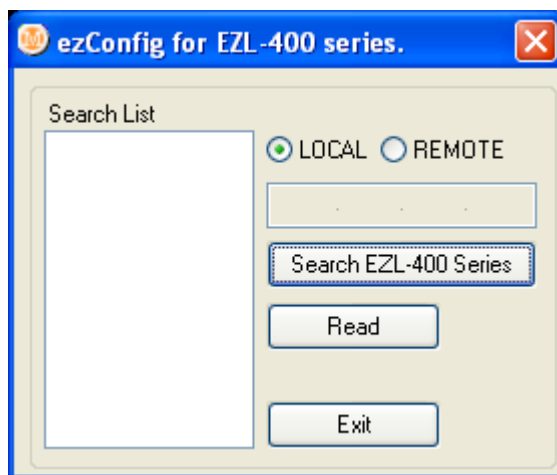 ezConfig for EZL-400 series.
Search List
LOCAL REMOTE
. . .
Search EZL-400 Series
Read
Exit